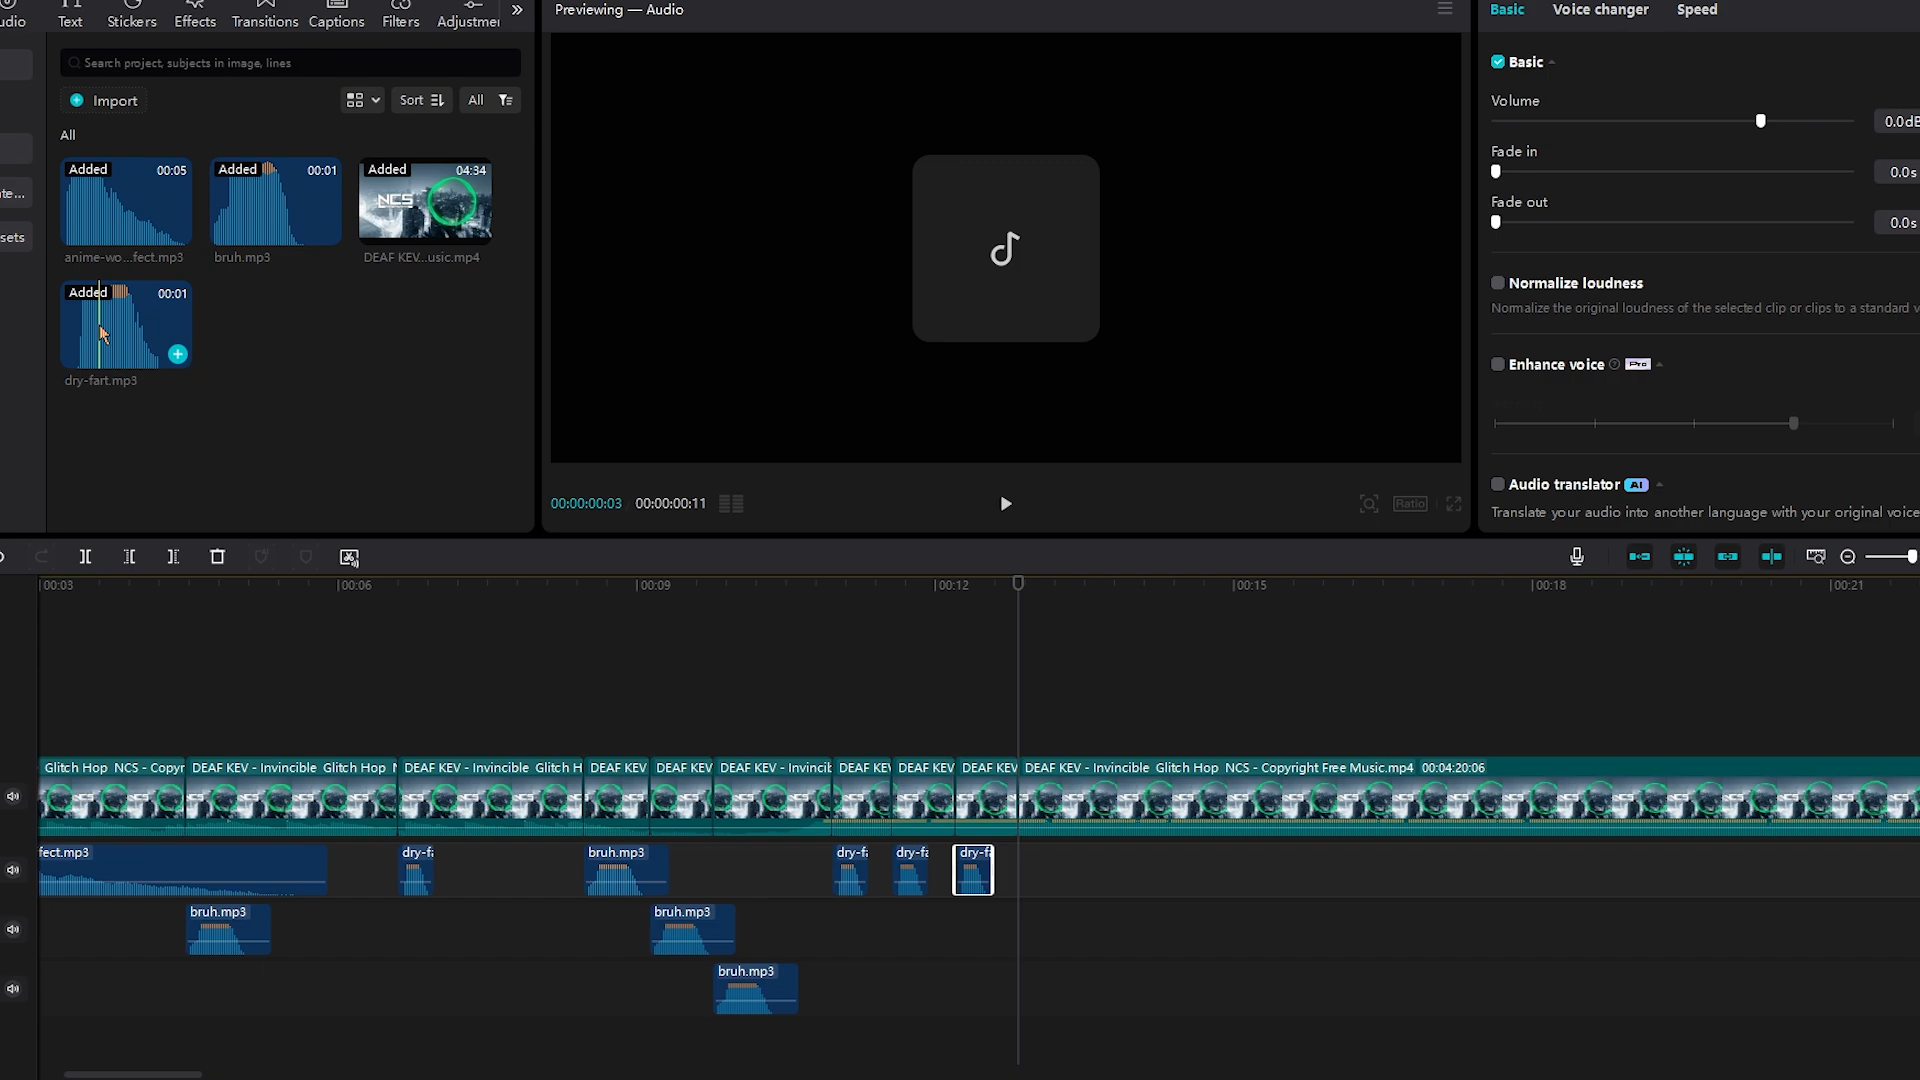 udio
Text
Stickers
Effects
Transitions
Captions
Filters
Adjustmer
»
Previewing — Audio
Basic
Voice changer
Speed
Search project, subjects in image, lines
Import
Sort
All
All
Added
00:05
Added
00:01
Added
04:34
NCS
anime-wo...fect.mp3
bruh.mp3
DEAF KEV...usic.mp4
te...
sets
Added
00:01
dry-fart.mp3
Basic
Volume
0.0dB
Fade in
0.0s
Fade out
0.0s
Normalize loudness
Normalize the original loudness of the selected clip or clips to a standard v
Enhance voice
Pro
Audio translator
AI
Translate your audio into another language with your original voice
00:00:00:03
00:00:00:11
Ratio
00:03
00:06
00:09
00:12
00:15
00:18
00:21
Glitch Hop NCS - Copyr
DEAF KEV - Invincible Glitch Hop N
DEAF KEV - Invincible Glitch H
DEAF KEV
DEAF KEV
DEAF KEV - Invincib
DEAF KEV
DEAF KEV
DEAF KEV
DEAF KEV - Invincible Glitch Hop NCS - Copyright Free Music.mp4 00:04:20:06
fect.mp3
dry-fa
bruh.mp3
dry-fa
dry-fa
dry-fa
bruh.mp3
bruh.mp3
bruh.mp3